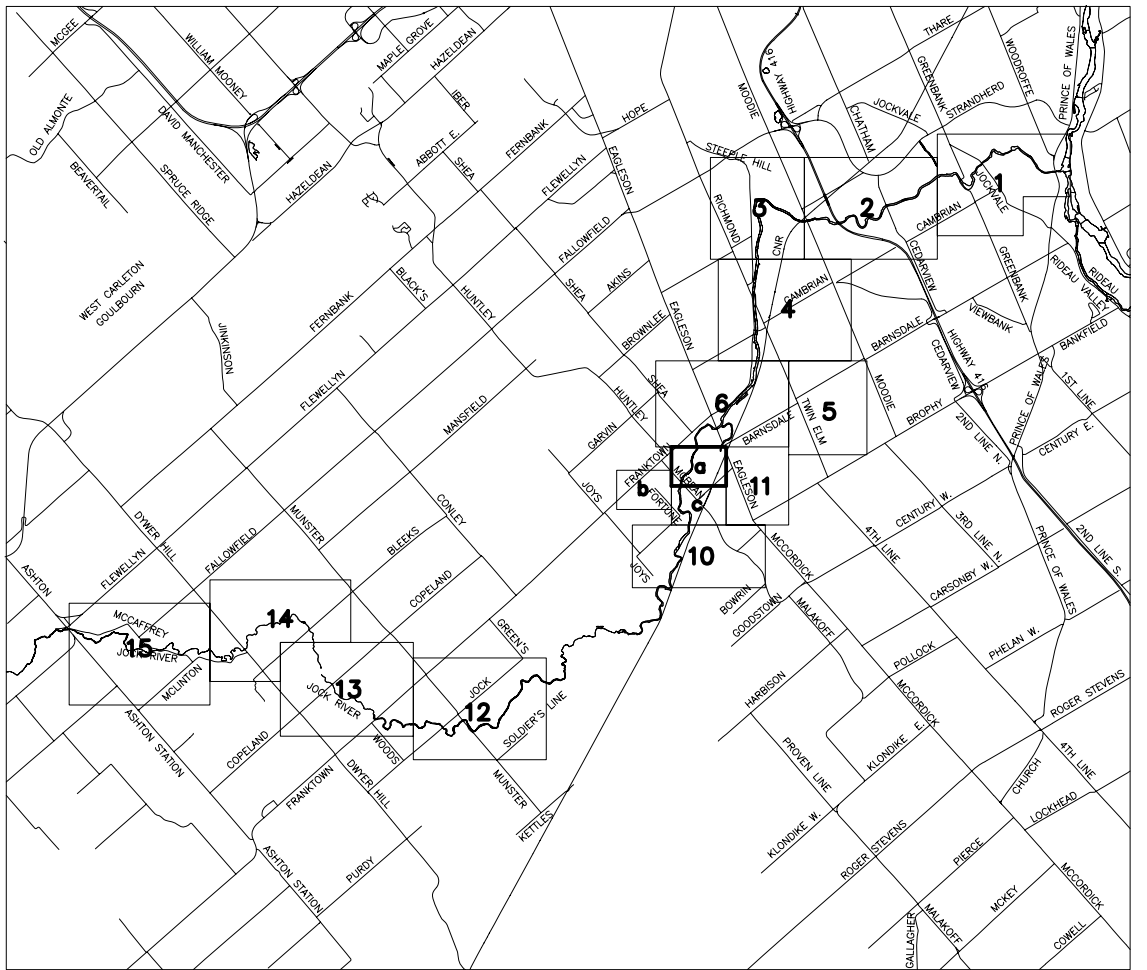 MCGEE
WILLIAM MOONEY
MAPLE GROVE
HAZELDEAN
OLD ALMONTE
DAVID MANCHESTER
IBER
ABBOTT E.
SHEA
FERNBANK
HOPE
EAGLESON
MOODIE
HIGHWAY 416
THARE
GREENBANK
WOODROFFE
PRINCE OF WALES
JOCKVALE
STRANDHERD
CHATHAM
BEAVERTAIL
SPRUCE RIDGE
HAZELDEAN
FLEWELLYN
STEEPLE HILL
RICHMOND
3
2
1
JOCKVALE
CAMBRIAN
FALLOWFIELD
CNR
CEDARVIEW
GREENBANK
RIDEAU
RIDEAU VALLEY
WEST CARLETON
GOULBOURN
BLACK'S
HUNTLEY
SHEA
AKINS
CAMBRIAN
4
JINKINSON
FERNBANK
BROWNLEE
EAGLESON
BARNSDALE
VIEWBANK
BANKFIELD
HIGHWAY 41
CEDARVIEW
PRINCE OF WALES
1ST LINE
FLEWELLYN
MANSFIELD
HUNTLEY
GARVIN
SHEA
6
BARNSDALE
TWIN ELM
5
MOODIE
BROPHY
2ND LINE N.
CENTURY E.
FRANKTOWN
a
b
c
FORTUNE
EAGLESON
11
JOYS
10
JOYS
MCCORDICK
4TH LINE
CENTURY W.
3RD LINE N.
PRINCE OF WALES
2ND LINE S.
CONLEY
BLEEKS
MUNSTER
DYWER HILL
FALLOWFIELD
FLEWELLYN
ASHTON
COPELAND
GREEN'S
BOWRIN
GOODSTOWN
MALAKOFF
CARSONBY W.
PHELAN W.
POLLOCK
MCCAFFREY
15
JOCK RIVER
MCLINTON
14
13
JOCK RIVER
12
JOCK
SOLDIER'S LINE
HARBISON
MCCORDICK
ROGER STEVENS
ASHTON STATION
COPELAND
WOODS
FRANKTOWN
DWYER HILL
MUNSTER
KETTLES
PROVEN LINE
KLONDIKE E.
4TH LINE
CHURCH
LOCKHEAD
KLONDIKE W.
ROGER STEVENS
PIERCE
ASHTON STATION
PURDY
MCCORDICK
MCKEY
MALAKOFF
GALLAGHER
COWELL